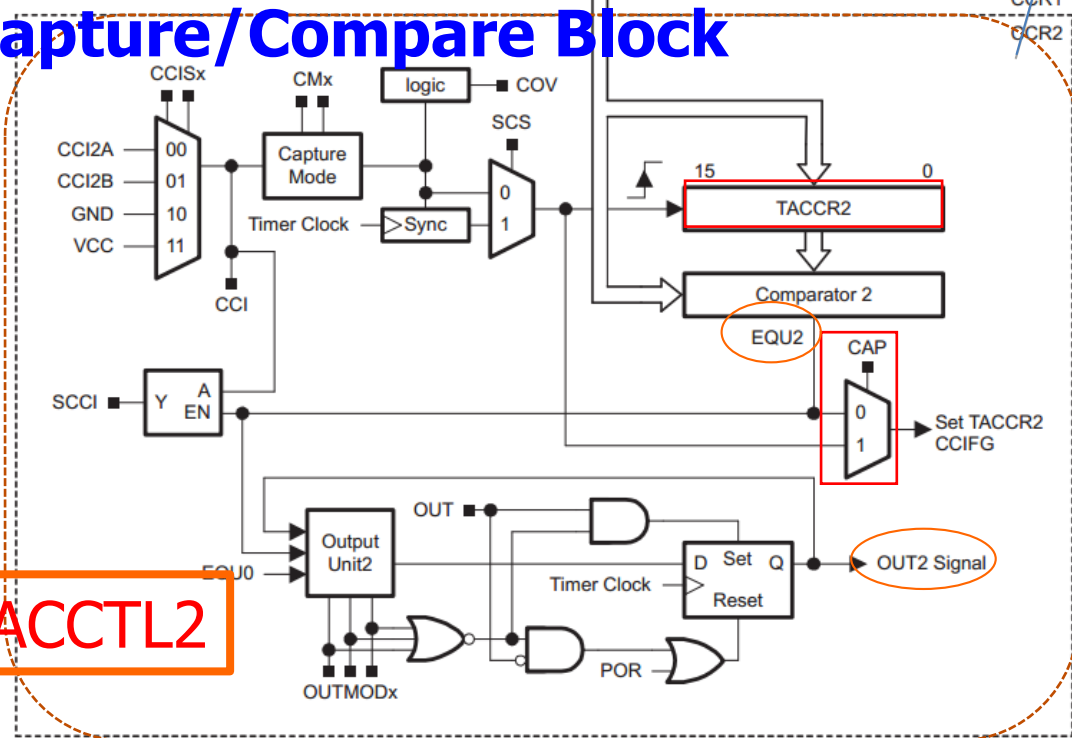 apture/Compare Block
CCR2
CCISx
CMx
logic
COV
SCS
CCI2A
00
CCI2B
01
GND
10
VCC
11
Capture
Mode
0
1
Timer Clock
Sync
15
0
TACCR2
Comparator 2
CCI
EQU2
CAP
SCCI
Y
A
EN
0
1
Set TACCR2
CCIFG
OUT
Output
Unit2
EQU0
D
Set
Q
OUT2 Signal
Timer Clock
Reset
ACCTL2
POR
OUTMODx